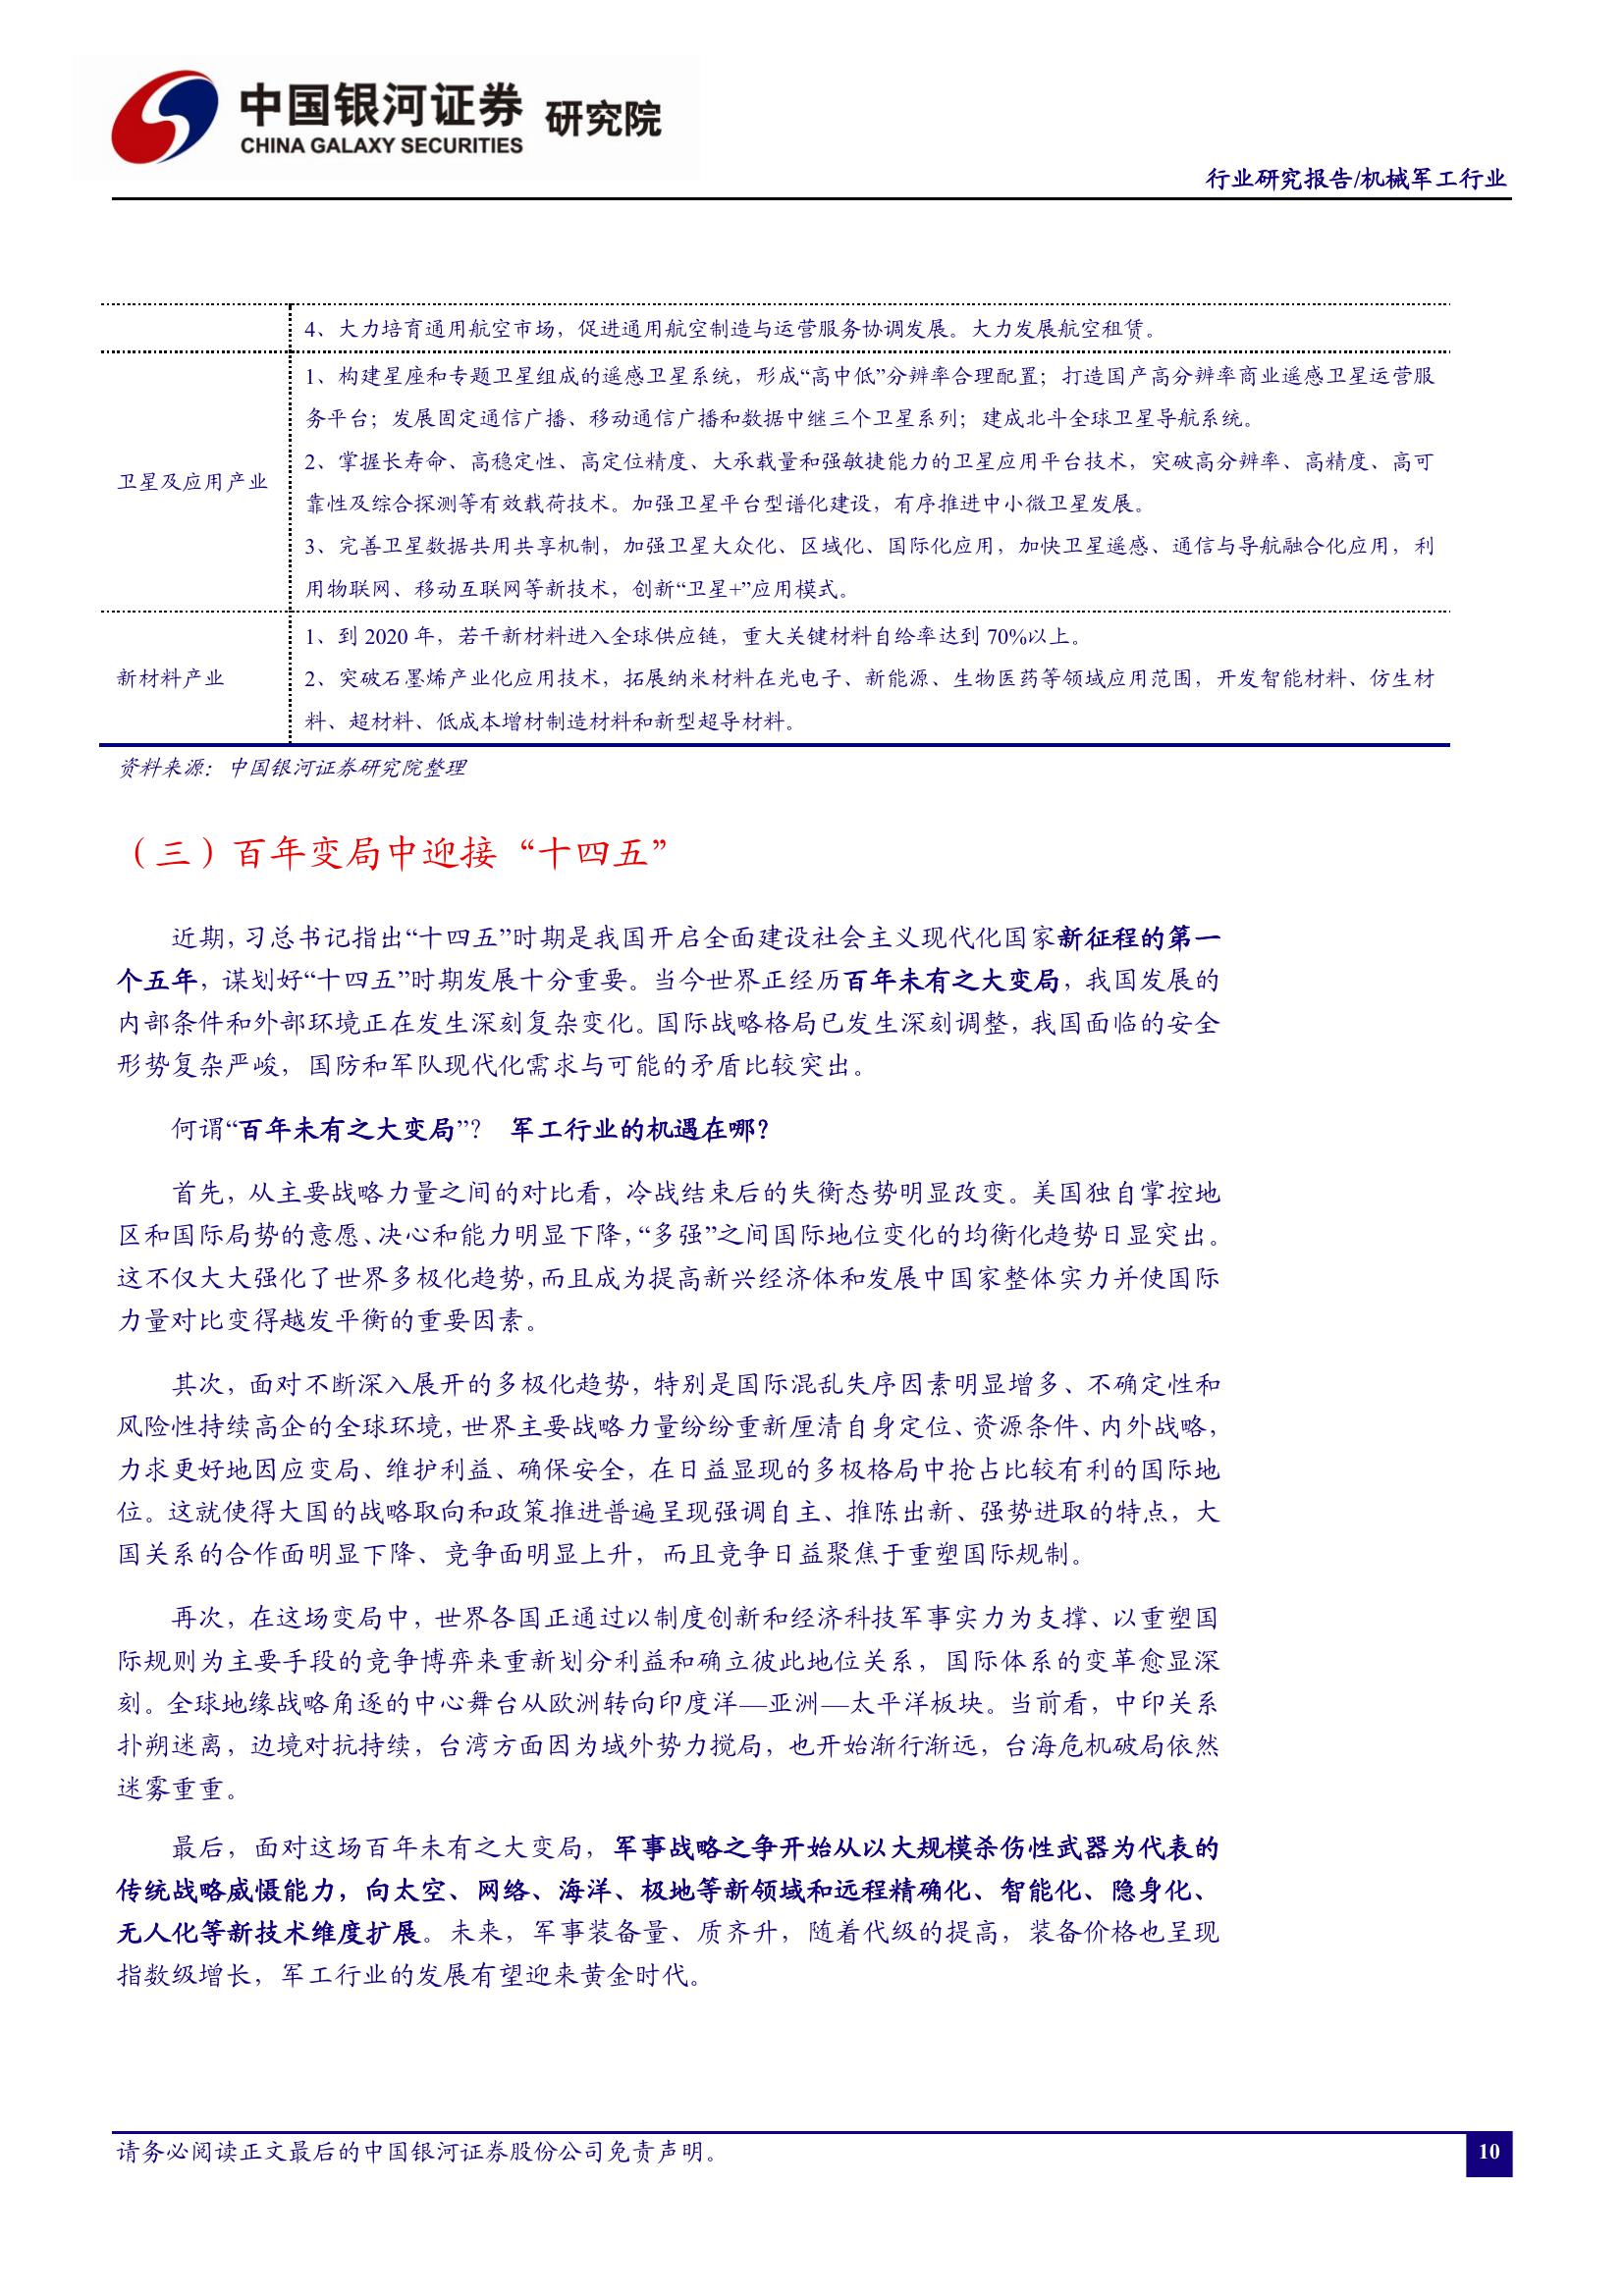 中国银河证券 研究院
CHINA GALAXY SECURITIES
行业研究报告/机械军工行业
4、大力培育通用航空市场，促进通用航空制造与运营服务协调发展。大力发展航空租赁。
卫星及应用产业
1、构建星座和专题卫星组成的遥感卫星系统，形成“高中低”分辨率合理配置；打造国产高分辨率商业遥感卫星运营服
务平台；发展固定通信广播、移动通信广播和数据中继三个卫星系列；建成北斗全球卫星导航系统。
2、掌握长寿命、高稳定性、高定位精度、大承载量和强敏捷能力的卫星应用平台技术，突破高分辨率、高精度、高可
靠性及综合探测等有效载荷技术。加强卫星平台型谱化建设，有序推进中小微卫星发展。
3、完善卫星数据共用共享机制，加强卫星大众化、区域化、国际化应用，加快卫星遥感、通信与导航融合化应用，利
用物联网、移动互联网等新技术，创新“卫星+”应用模式。
新材料产业
1、到 2020 年，若干新材料进入全球供应链，重大关键材料自给率达到 70%以上。
2、突破石墨烯产业化应用技术，拓展纳米材料在光电子、新能源、生物医药等领域应用范围，开发智能材料、仿生材
料、超材料、低成本增材制造材料和新型超导材料。
资料来源：中国银河证券研究院整理
（三）百年变局中迎接“十四五”
近期，习总书记指出“十四五”时期是我国开启全面建设社会主义现代化国家新征程的第一
个五年，谋划好“十四五”时期发展十分重要。当今世界正经历百年未有之大变局，我国发展的
内部条件和外部环境正在发生深刻复杂变化。国际战略格局已发生深刻调整，我国面临的安全
形势复杂严峻，国防和军队现代化需求与可能的矛盾比较突出。
何谓“百年未有之大变局”？ 军工行业的机遇在哪？
首先，从主要战略力量之间的对比看，冷战结束后的失衡态势明显改变。美国独自掌控地
区和国际局势的意愿、决心和能力明显下降，“多强”之间国际地位变化的均衡化趋势日显突出。
这不仅大大强化了世界多极化趋势，而且成为提高新兴经济体和发展中国家整体实力并使国际
力量对比变得越发平衡的重要因素。
其次，面对不断深入展开的多极化趋势，特别是国际混乱失序因素明显增多、不确定性和
风险性持续高企的全球环境，世界主要战略力量纷纷重新厘清自身定位、资源条件、内外战略，
力求更好地因应变局、维护利益、确保安全，在日益显现的多极格局中抢占比较有利的国际地
位。这就使得大国的战略取向和政策推进普遍呈现强调自主、推陈出新、强势进取的特点，大
国关系的合作面明显下降、竞争面明显上升，而且竞争日益聚焦于重塑国际规制。
再次，在这场变局中，世界各国正通过以制度创新和经济科技军事实力为支撑、以重塑国
际规则为主要手段的竞争博弈来重新划分利益和确立彼此地位关系，国际体系的变革愈显深
刻。全球地缘战略角逐的中心舞台从欧洲转向印度洋—亚洲—太平洋板块。当前看，中印关系
扑朔迷离，边境对抗持续，台湾方面因为域外势力搅局，也开始渐行渐远，台海危机破局依然
迷雾重重。
最后，面对这场百年未有之大变局，军事战略之争开始从以大规模杀伤性武器为代表的
传统战略威慑能力，向太空、网络、海洋、极地等新领域和远程精确化、智能化、隐身化、
无人化等新技术维度扩展。未来，军事装备量、质齐升，随着代级的提高，装备价格也呈现
指数级增长，军工行业的发展有望迎来黄金时代。
请务必阅读正文最后的中国银河证券股份公司免责声明。
10